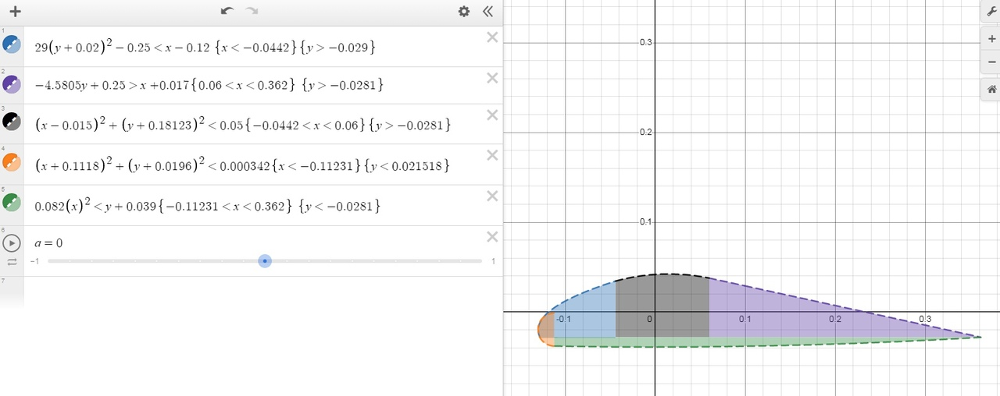 1
29(y + 0.02)² − 0.25 < x − 0.12 {x < −0.0442}{y > −0.029}
2
−4.5805y + 0.25 > x + 0.017{0.06 < x < 0.362} {y > −0.0281}
3
(x − 0.015)² + (y + 0.18123)² < 0.05{−0.0442 < x < 0.06}{y > −0.0281}
4
(x + 0.1118)² + (y + 0.0196)² < 0.000342{x < −0.11231}{y < 0.021518}
5
0.082(x)² < y + 0.039{−0.11231 < x < 0.362} {y < −0.0281}
6
a = 0
−1
1
7
0.3
0.2
0.1
-0.1
0
0.1
0.2
0.3